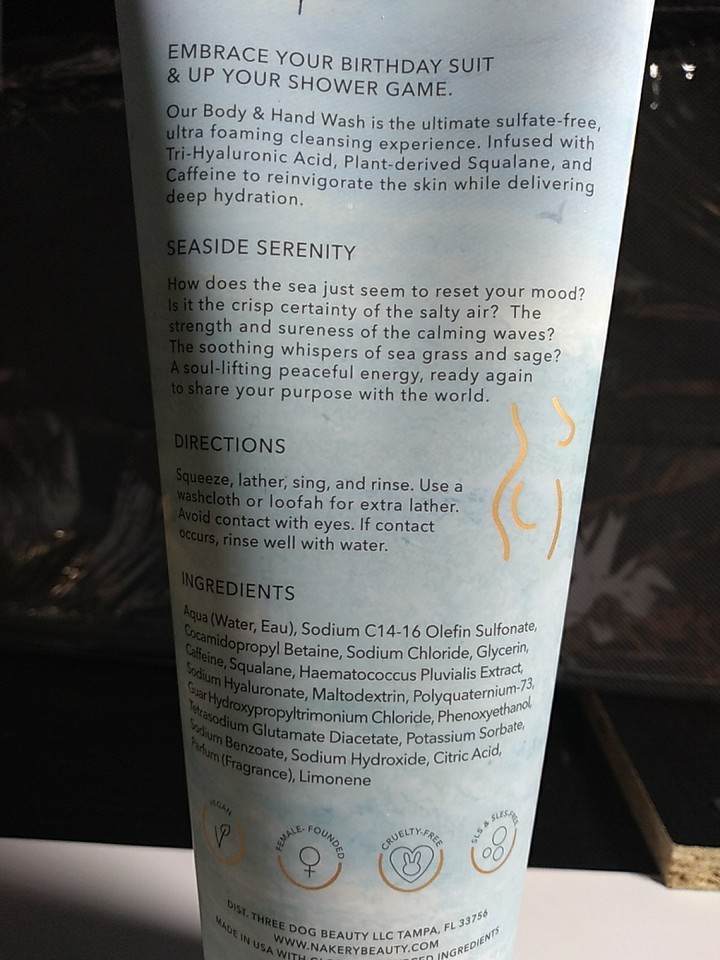 EMBRACE YOUR BIRTHDAY SUIT
& UP YOUR SHOWER GAME.
Our Body & Hand Wash is the ultimate sulfate-free,
ultra foaming cleansing experience. Infused with
Tri-Hyaluronic Acid, Plant-derived Squalane, and
Caffeine to reinvigorate the skin while delivering
deep hydration.
SEASIDE SERENITY
How does the sea just seem to reset your mood?
Is it the crisp certainty of the salty air? The
strength and sureness of the calming waves?
The soothing whispers of sea grass and sage?
A soul-lifting peaceful energy, ready again
to share your purpose with the world.
DIRECTIONS
Squeeze, lather, sing, and rinse. Use a
washcloth or loofah for extra lather.
Avoid contact with eyes. If contact
occurs, rinse well with water.
INGREDIENTS
Aqua (Water, Eau), Sodium C14-16 Olefin Sulfonate,
Cocamidopropyl Betaine, Sodium Chloride, Glycerin,
Caffeine, Squalane, Haematococcus Pluvialis Extract,
Sodium Hyaluronate, Maltodextrin, Polyquaternium-73,
Guar Hydroxypropyltrimonium Chloride, Phenoxyethanol,
Tetrasodium Glutamate Diacetate, Potassium Sorbate,
Sodium Benzoate, Sodium Hydroxide, Citric Acid,
Parfum (Fragrance), Limonene
VEGAN
FEMALE-FOUNDED
CRUELTY-FREE
SLS & SLES-FREE
DIST. THREE DOG BEAUTY LLC TAMPA, FL 33756
WWW.NAKERYBEAUTY.COM
MADE IN USA WITH INGREDIENTS